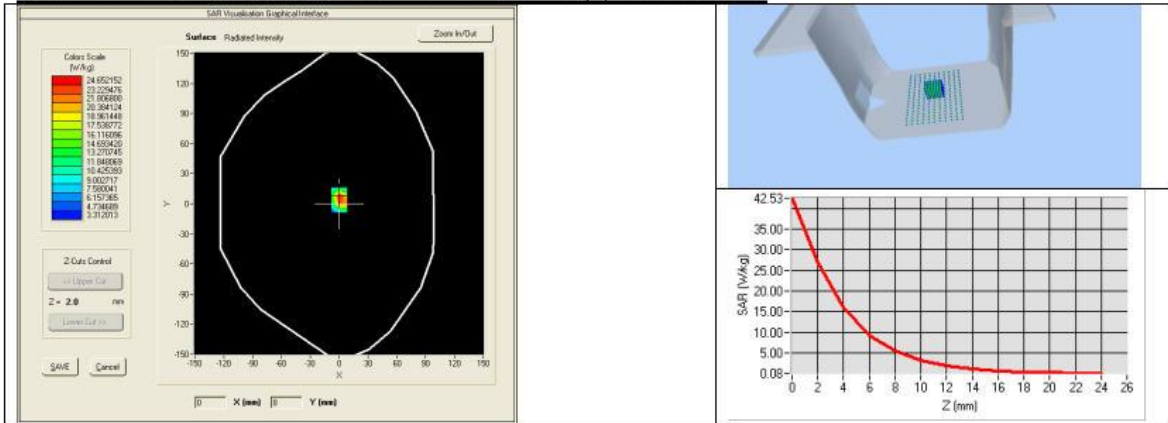 SAR Visualisation Graphical Interface
Surface Radiated Intensity
Zoom In/Out
Colors Scale
(W/kg)
24.652152
23.229476
21.806800
20.384124
18.961448
17.538772
16.116096
14.693420
13.270745
11.848069
10.425393
9.002717
7.580041
6.157365
4.734689
3.312013
150
120
90
60
30
0
-30
-60
-90
-120
-150
Y
-150 -120 -90 -60 -30 0 30 60 90 120 150
X
Z-Cuts Control
<< Upper Cut
Z = 2.0 mm
Lower Cut >>
SAVE Cancel
0 X (mm) 0 Y (mm)
42.53
35.00
30.00
25.00
20.00
15.00
10.00
5.00
0.08
SAR (W/kg)
0 2 4 6 8 10 12 14 16 18 20 22 24 26
Z (mm)